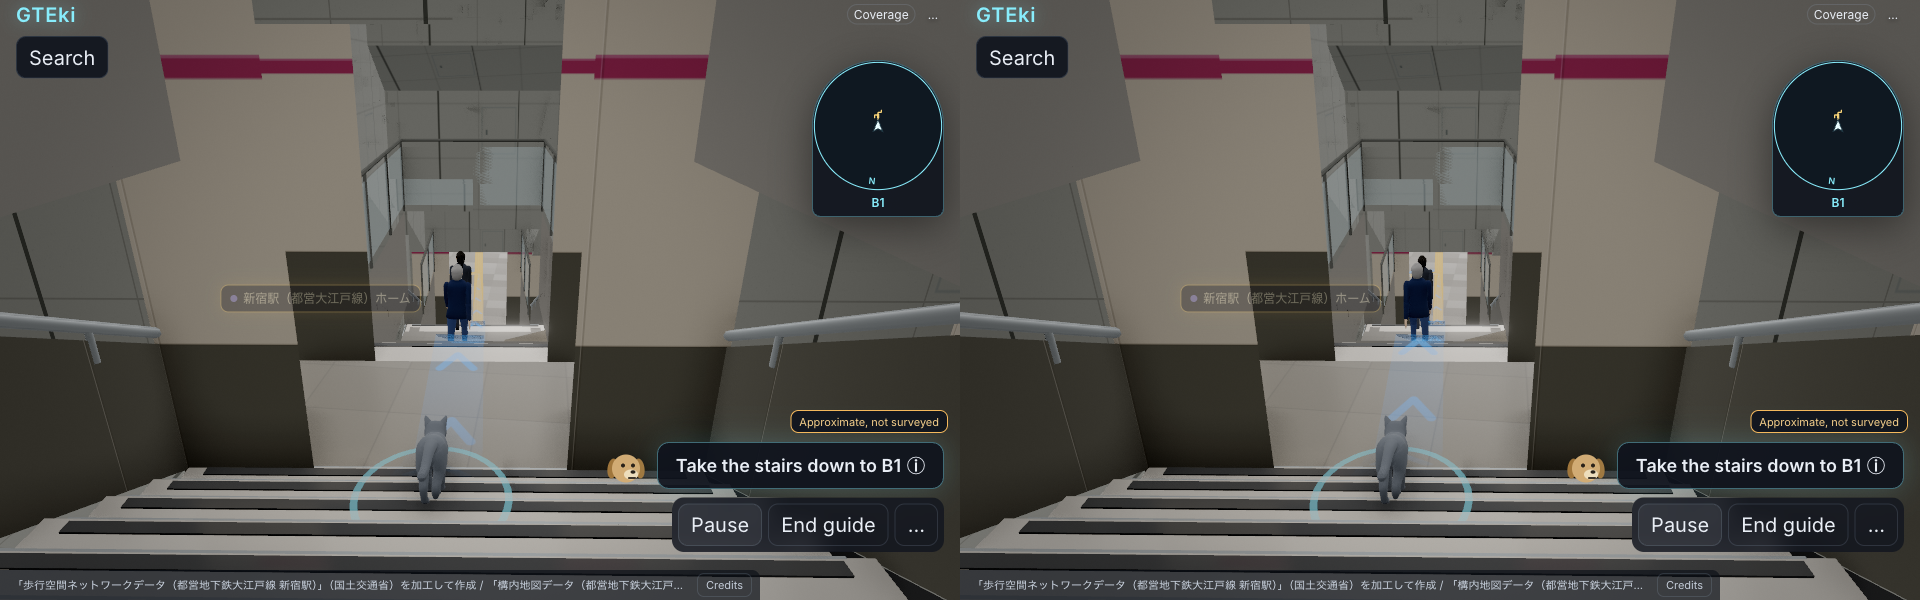 GTEki
Coverage
...
Search
N
B1
新宿駅（都営大江戸線）ホーム
Approximate, not surveyed
Take the stairs down to B1 ⓘ
Pause
End guide
...
「歩行空間ネットワークデータ（都営地下鉄大江戸線 新宿駅）」（国土交通省）を加工して作成 / 「構内地図データ（都営地下鉄大江戸...
Credits
GTEki
Coverage
...
Search
N
B1
新宿駅（都営大江戸線）ホーム
Approximate, not surveyed
Take the stairs down to B1 ⓘ
Pause
End guide
...
「歩行空間ネットワークデータ（都営地下鉄大江戸線 新宿駅）」（国土交通省）を加工して作成 / 「構内地図データ（都営地下鉄大江戸...
Credits